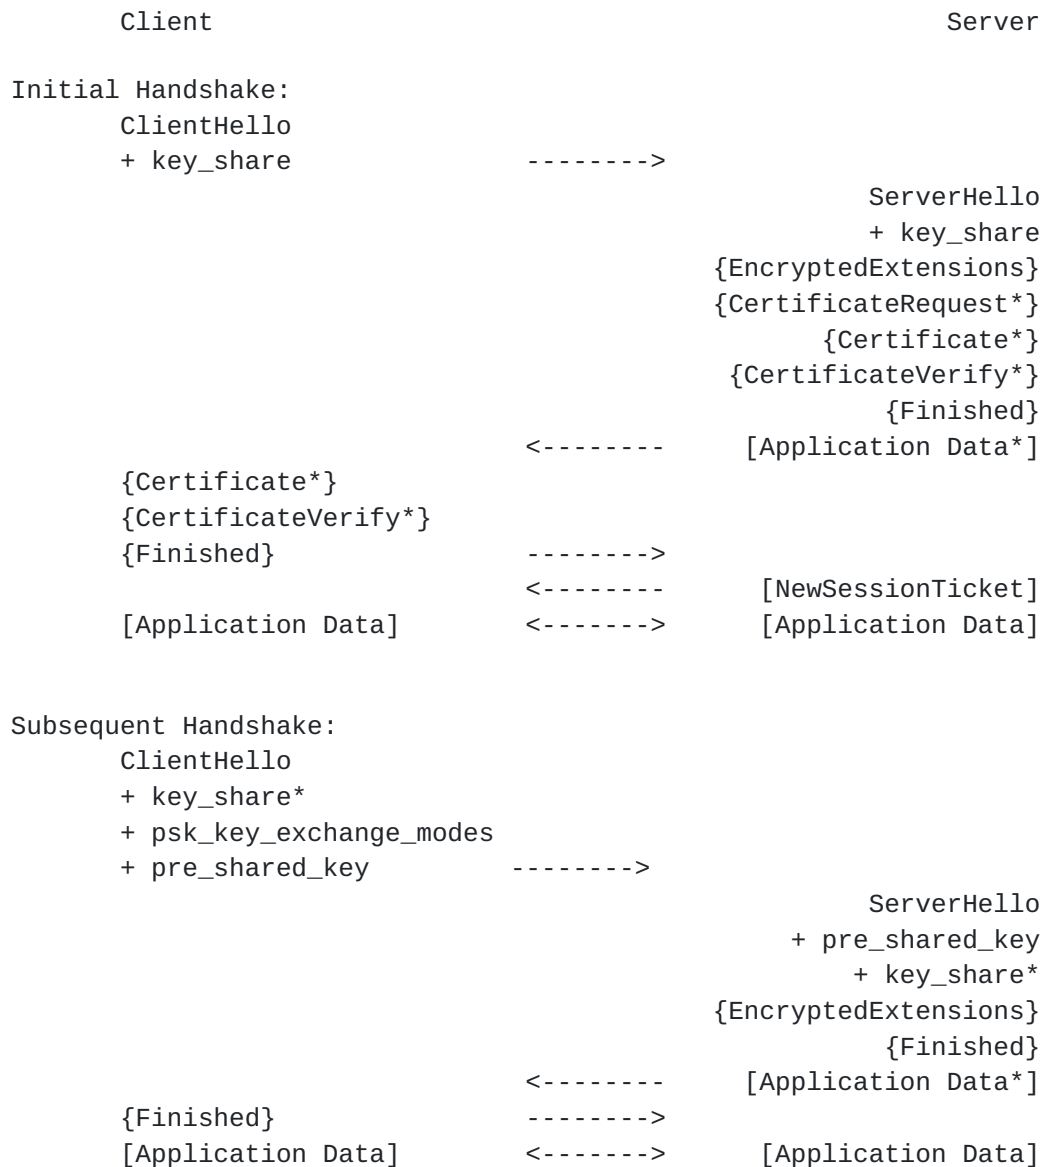 Client                                               Server
Initial Handshake:
ClientHello
+ key_share               -------->
ServerHello
+ key_share
{EncryptedExtensions}
{CertificateRequest*}
{Certificate*}
{CertificateVerify*}
{Finished}
<--------     [Application Data*]
{Certificate*}
{CertificateVerify*}
{Finished}                -------->
<--------      [NewSessionTicket]
[Application Data]        <------->      [Application Data]
Subsequent Handshake:
ClientHello
+ key_share*
+ psk_key_exchange_modes
+ pre_shared_key         -------->
ServerHello
+ pre_shared_key
+ key_share*
{EncryptedExtensions}
{Finished}
<--------     [Application Data*]
{Finished}                -------->
[Application Data]        <------->      [Application Data]